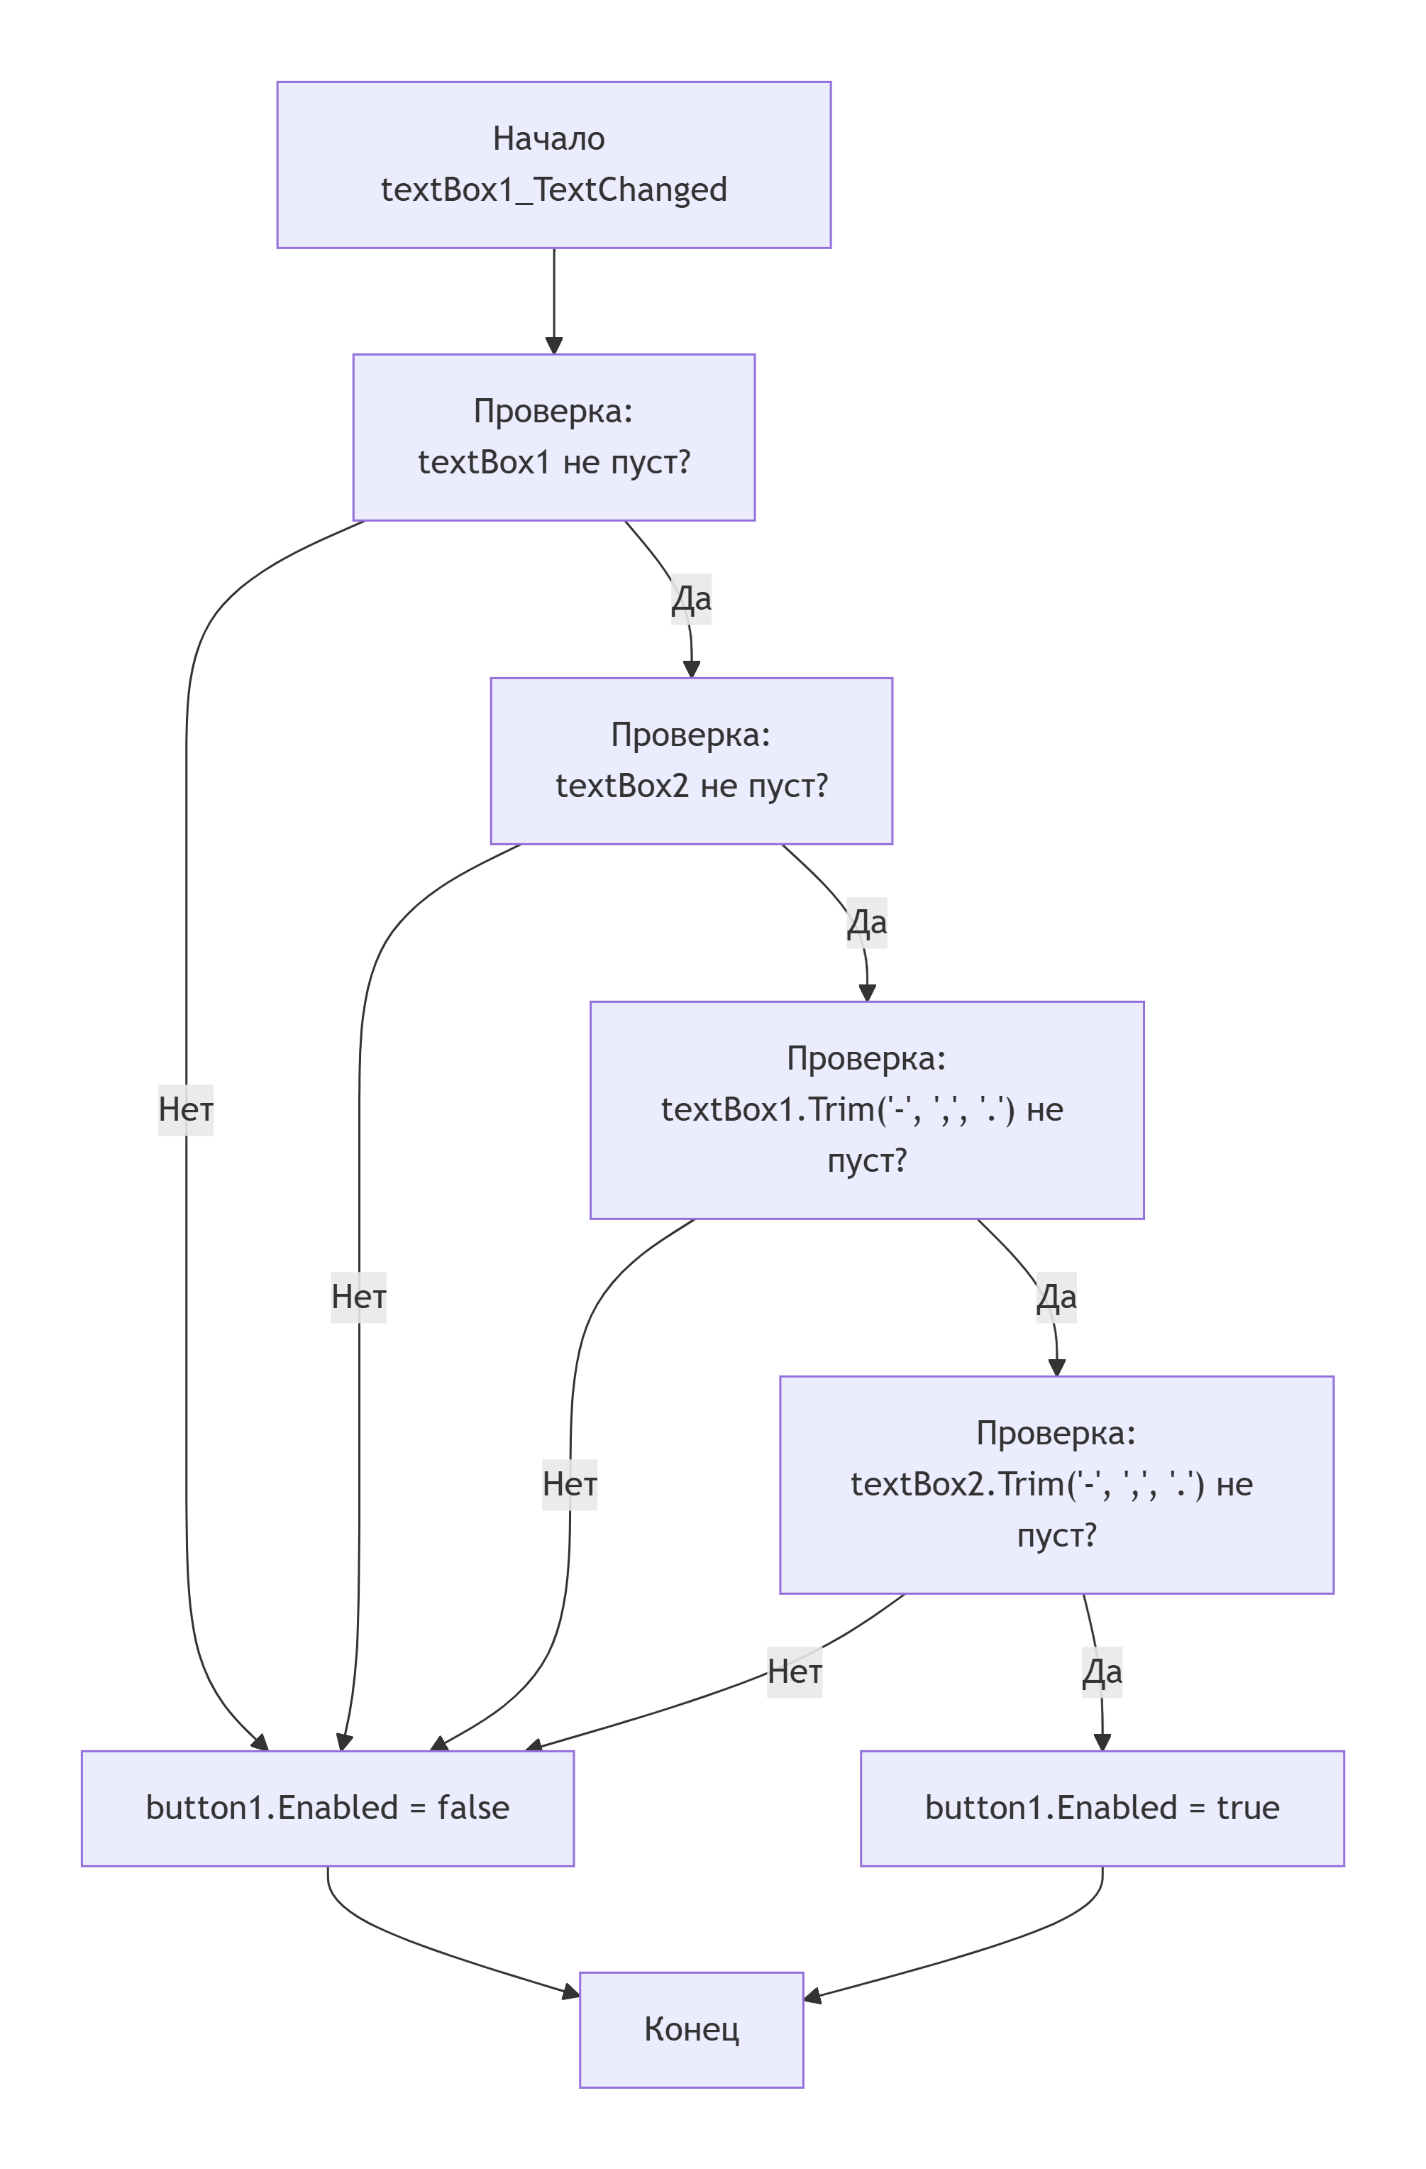 Начало
textBox1_TextChanged
Проверка:
textBox1 не пуст?
Да
Проверка:
textBox2 не пуст?
Да
Проверка:
textBox1.Trim('-', ',', '.') не
пуст?
Нет
Нет
Да
Проверка:
textBox2.Trim('-', ',', '.') не
пуст?
Нет
Нет
Да
button1.Enabled = false
button1.Enabled = true
Конец